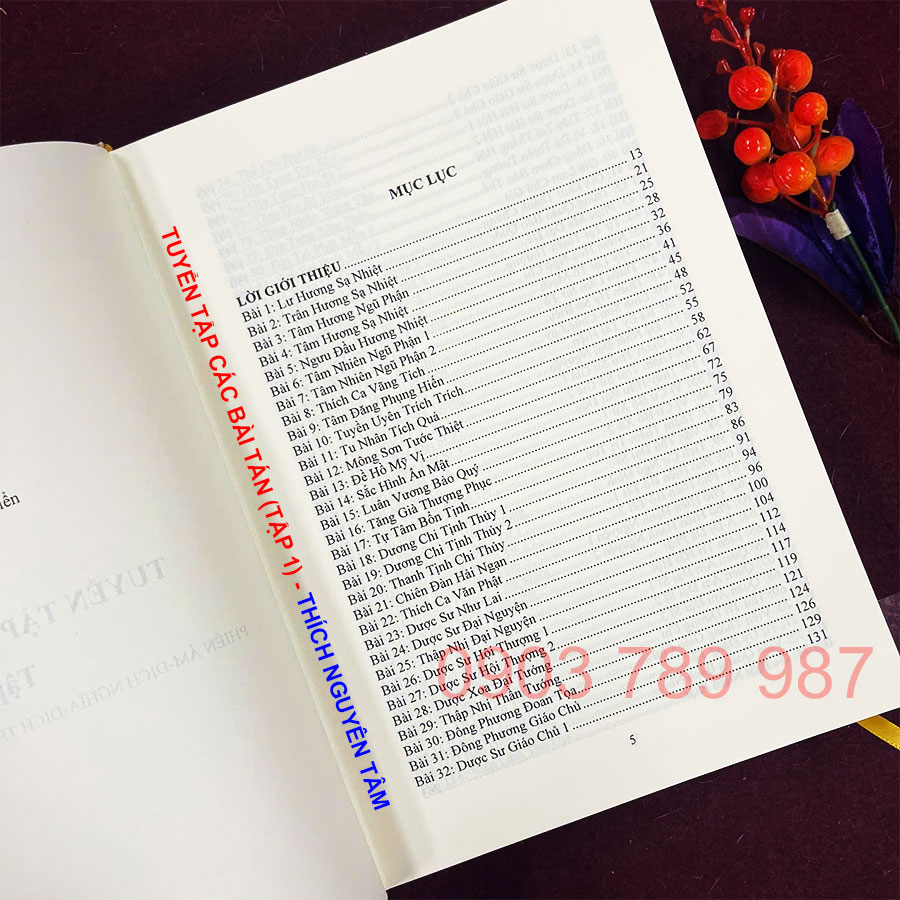 MỤC LỤC
LỜI GIỚI THIỆU 13
Bài 1: Lư Hương Sạ Nhiệt 21
Bài 2: Trân Hương Sạ Nhiệt 25
Bài 3: Tâm Hương Ngũ Phận 28
Bài 4: Tâm Hương Sạ Nhiệt 32
Bài 5: Ngưu Đầu Hương Nhiệt 36
Bài 6: Tâm Nhiên Ngũ Phận 1 41
Bài 7: Tâm Nhiên Ngũ Phận 2 45
Bài 8: Thích Ca Vãng Tích 48
Bài 9: Tâm Đăng Phụng Hiến 52
Bài 10: Tuyền Uyên Trích Trích 55
Bài 11: Tu Nhân Tích Quả 58
Bài 12: Mông Sơn Tước Thiệt 62
Bài 13: Đề Hồ Mỹ Vị 67
Bài 14: Sắc Hình Án Mật 72
Bài 15: Luân Vương Bảo Quý 75
Bài 16: Tăng Già Thượng Phục 79
Bài 17: Tự Tâm Bổn Tịnh 83
Bài 18: Dương Chi Tịnh Thủy 1 86
Bài 19: Dương Chi Tịnh Thủy 2 91
Bài 20: Thanh Tịnh Chi Thủy 94
Bài 21: Chiên Đàn Hải Ngạn 96
Bài 22: Thích Ca Văn Phật 100
Bài 23: Dược Sư Như Lai 104
Bài 24: Dược Sư Đại Nguyện 112
Bài 25: Thập Nhị Đại Nguyện 114
Bài 26: Dược Sư Hội Thượng 1 117
Bài 27: Dược Sư Hội Thượng 2 119
Bài 28: Dược Xoa Đại Tướng 121
Bài 29: Thập Nhị Thần Tướng 124
Bài 30: Đông Phương Đoan Tọa 126
Bài 31: Đông Phương Giáo Chủ 129
Bài 32: Dược Sư Giáo Chủ 1 131
5
TUYỂN TẬP CÁC BÀI TÁN (TẬP 1) - THÍCH NGUYÊN TÂM
0903 789 987